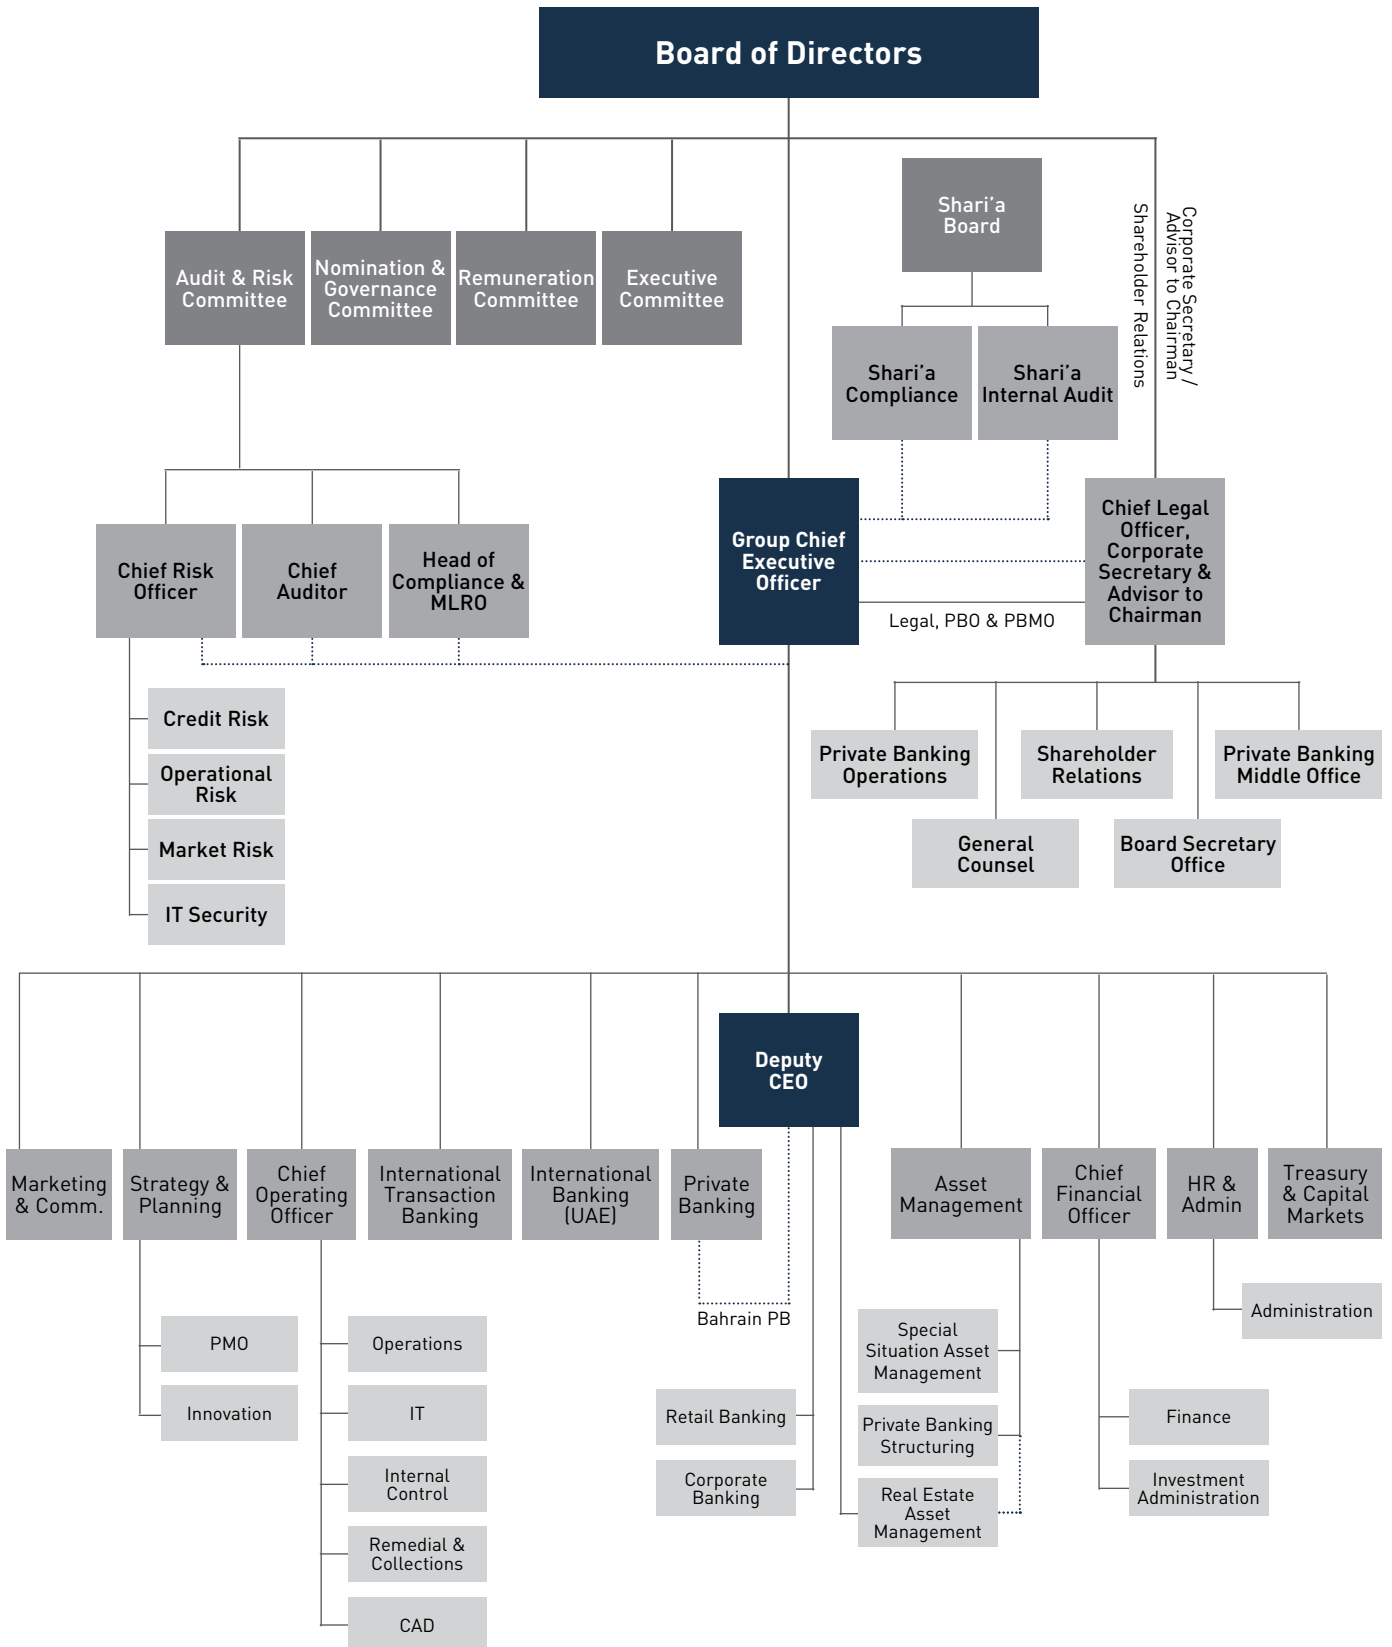 Board of Directors
Shari’a
Board
Corporate Secretary /
Advisor to Chairman
Shareholder Relations
Audit & Risk
Committee
Nomination &
Governance
Committee
Remuneration
Committee
Executive
Committee
Shari’a
Compliance
Shari’a
Internal Audit
Group Chief
Executive
Officer
Chief Legal
Officer,
Corporate
Secretary &
Advisor to
Chairman
Legal, PBO & PBMO
Chief Risk
Officer
Chief
Auditor
Head of
Compliance &
MLRO
Credit Risk
Operational
Risk
Market Risk
IT Security
Private Banking
Operations
Shareholder
Relations
Private Banking
Middle Office
General
Counsel
Board Secretary
Office
Deputy
CEO
Marketing
& Comm.
Strategy &
Planning
Chief
Operating
Officer
International
Transaction
Banking
International
Banking
(UAE)
Private
Banking
Asset
Management
Chief
Financial
Officer
HR &
Admin
Treasury
& Capital
Markets
Bahrain PB
PMO
Innovation
Operations
IT
Internal
Control
Remedial &
Collections
CAD
Retail Banking
Corporate
Banking
Special
Situation Asset
Management
Private Banking
Structuring
Real Estate
Asset
Management
Administration
Finance
Investment
Administration